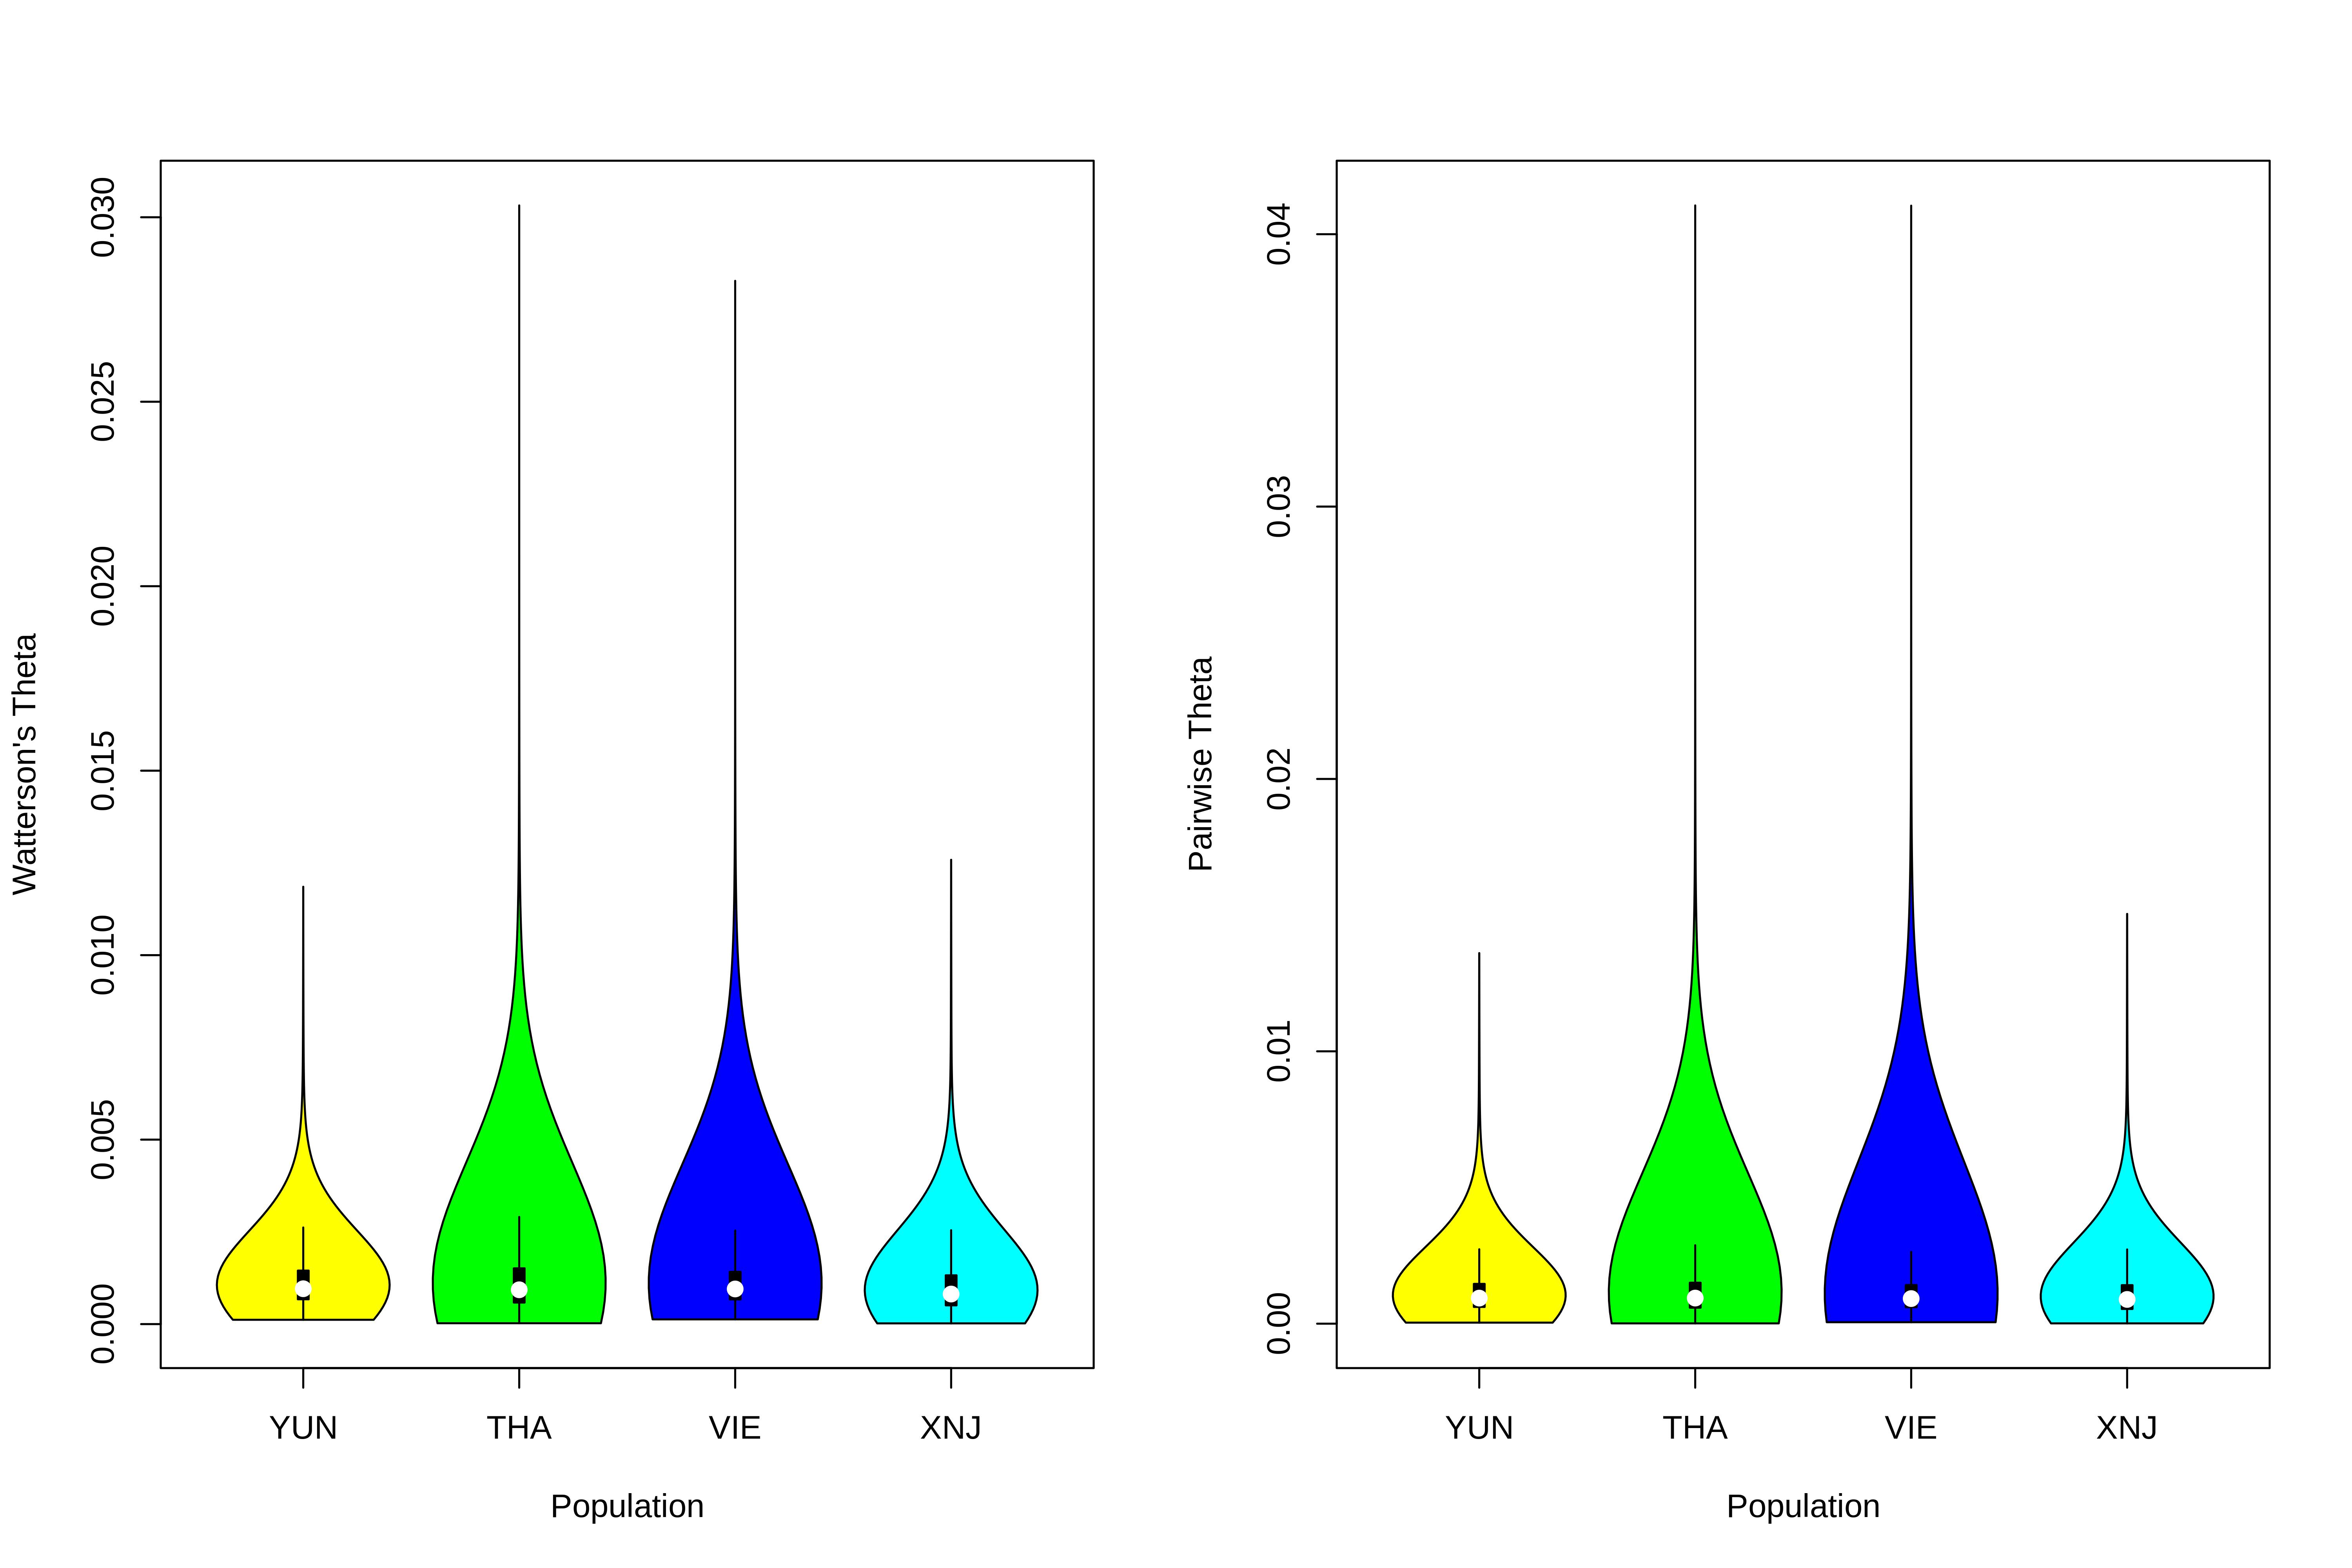 Watterson's Theta
0.030
0.025
0.020
0.015
0.010
0.005
0.000
YUN THA VIE XNJ
Population
Pairwise Theta
0.04
0.03
0.02
0.01
0.00
YUN THA VIE XNJ
Population